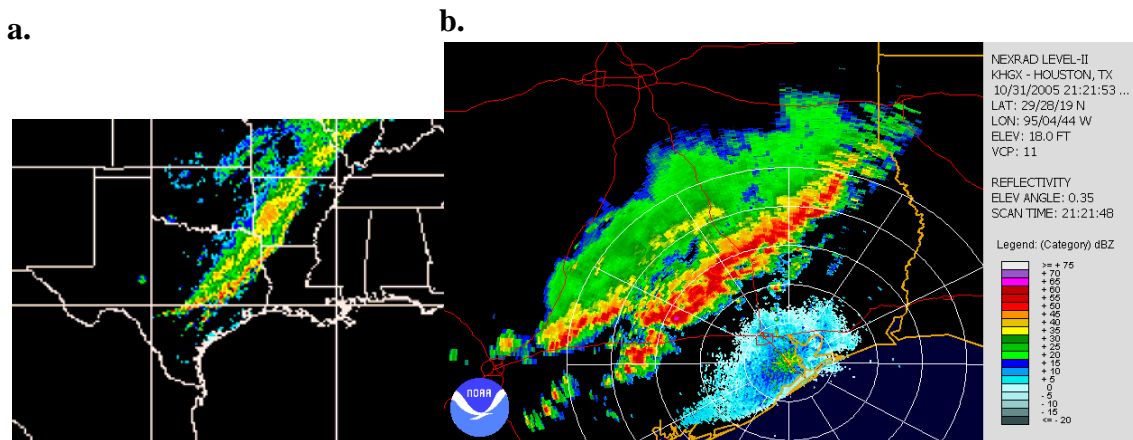 a.
b.
NEXRAD LEVEL-II
KHGX - HOUSTON, TX
10/31/2005 21:21:53 ...
LAT: 29/28/19 N
LON: 95/04/44 W
ELEV: 18.0 FT
VCP: 11
REFLECTIVITY
ELEV ANGLE: 0.35
SCAN TIME: 21:21:48
Legend: (Category) dBZ
>= + 75
+ 70
+ 65
+ 60
+ 55
+ 50
+ 45
+ 40
+ 35
+ 30
+ 25
+ 20
+ 15
+ 10
+ 5
0
- 5
- 10
- 15
<= - 20
NOAA